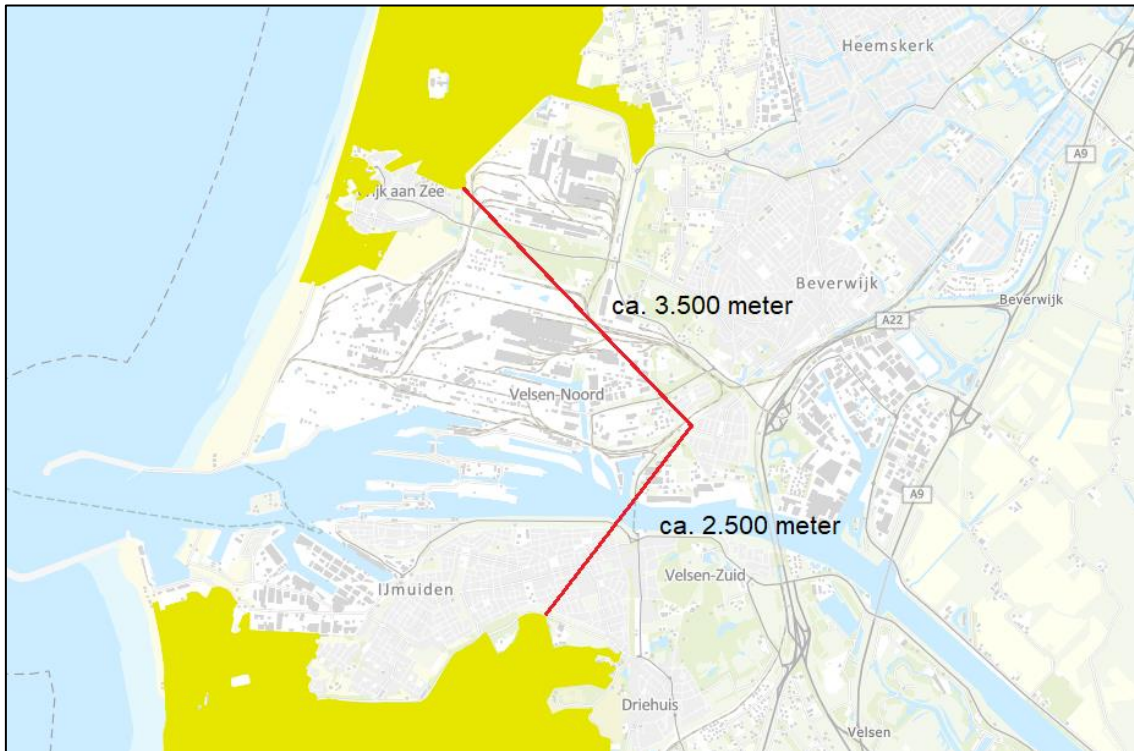 Heemskerk
A9
rijk aan Zee
Beverwijk
Beverwijk
ca. 3.500 meter
A22
Velsen-Noord
A9
ca. 2.500 meter
IJmuiden
Velsen-Zuid
Driehuis
Velsen